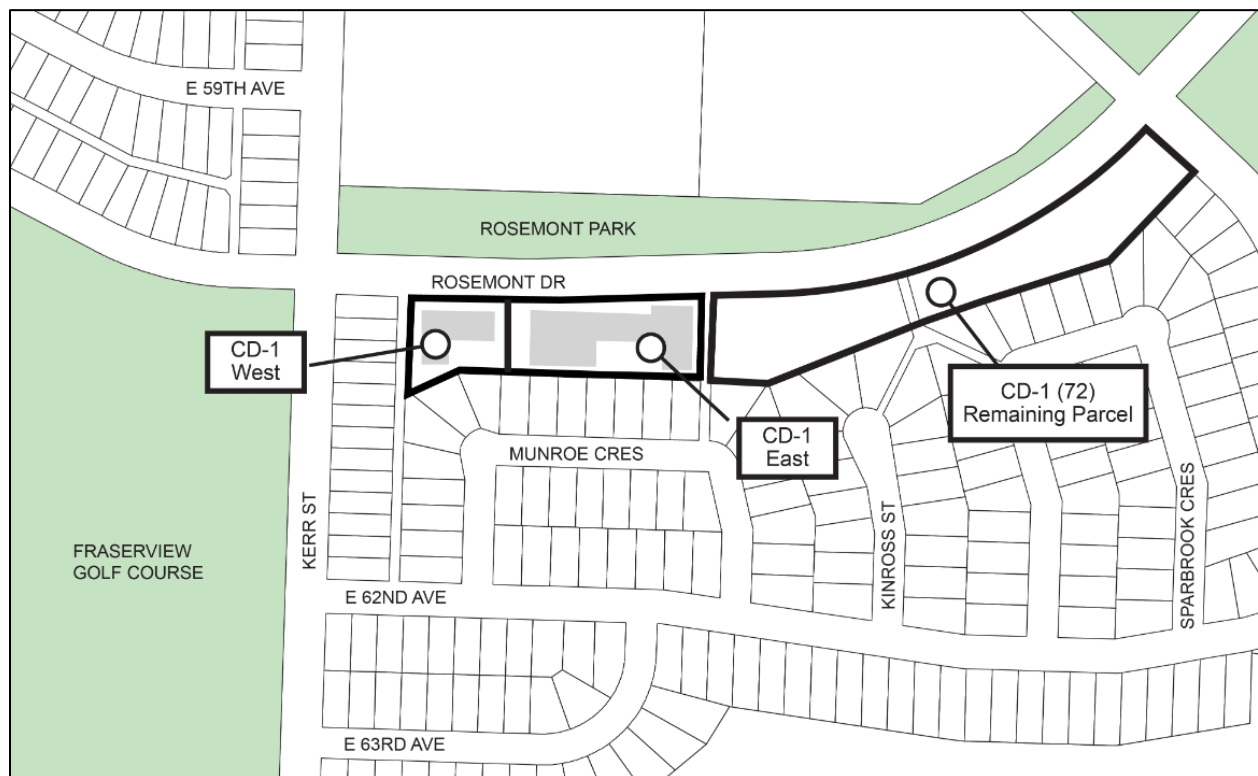 E 59TH AVE
ROSEMONT PARK
ROSEMONT DR
CD-1
West
CD-1 (72)
Remaining Parcel
CD-1
East
MUNROE CRES
KERR ST
FRASERVIEW
GOLF COURSE
KINROSS ST
SPARBROOK CRES
E 62ND AVE
E 63RD AVE